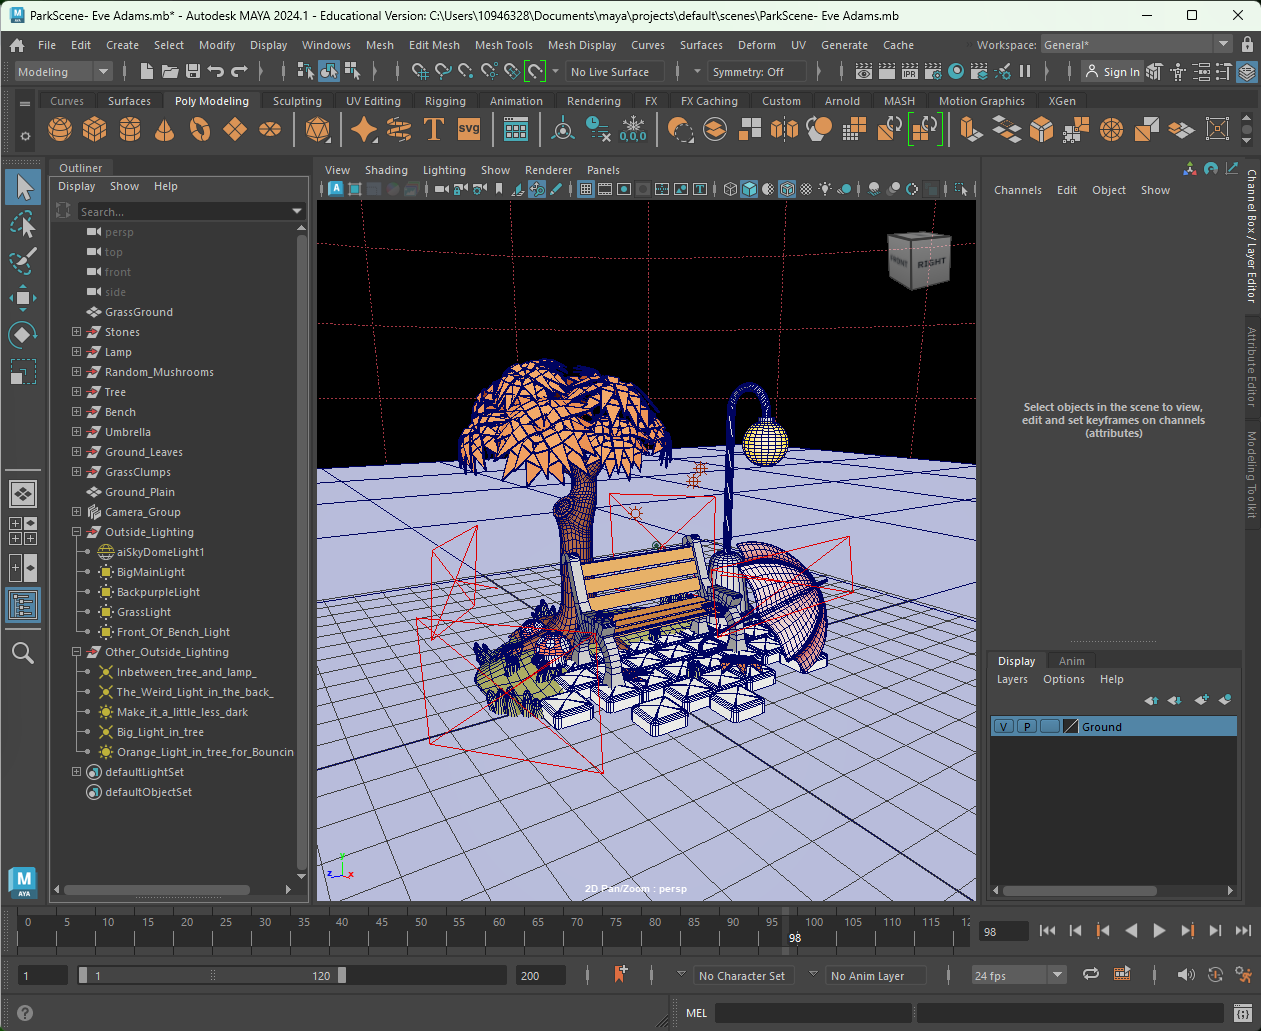 ParkScene- Eve Adams.mb* - Autodesk MAYA 2024.1 - Educational Version: C:\Users\10946328\Documents\maya\projects\default\scenes\ParkScene- Eve Adams.mb
File Edit Create Select Modify Display Windows Mesh Edit Mesh Mesh Tools Mesh Display Curves Surfaces Deform UV Generate Cache Workspace: General*
Modeling No Live Surface Symmetry: Off IPR Sign In
Curves Surfaces Poly Modeling Sculpting UV Editing Rigging Animation Rendering FX FX Caching Custom Arnold MASH Motion Graphics XGen
T SVG 0,0,0
Outliner
Display Show Help
Search...
persp
top
front
side
GrassGround
Stones
Lamp
Random_Mushrooms
Tree
Bench
Umbrella
Ground_Leaves
GrassClumps
Ground_Plain
Camera_Group
Outside_Lighting
aiSkyDomeLight1
BigMainLight
BackpurpleLight
GrassLight
Front_Of_Bench_Light
Other_Outside_Lighting
Inbetween_tree_and_lamp_
The_Weird_Light_in_the_back_
Make_it_a_little_less_dark
Big_Light_in_tree
Orange_Light_in_tree_for_Bouncin
defaultLightSet
defaultObjectSet
M
AYA
View Shading Lighting Show Renderer Panels
FRONT RIGHT
2D Pan/Zoom : persp
y
z x
Channels Edit Object Show
Select objects in the scene to view,
edit and set keyframes on channels
(attributes)
Channel Box / Layer Editor
Attribute Editor
Modeling Toolkit
Display Anim
Layers Options Help
V P Ground
0 5 10 15 20 25 30 35 40 45 50 55 60 65 70 75 80 85 90 95 100 105 110 115 12
98
98
1 1 120 200 No Character Set No Anim Layer 24 fps
MEL